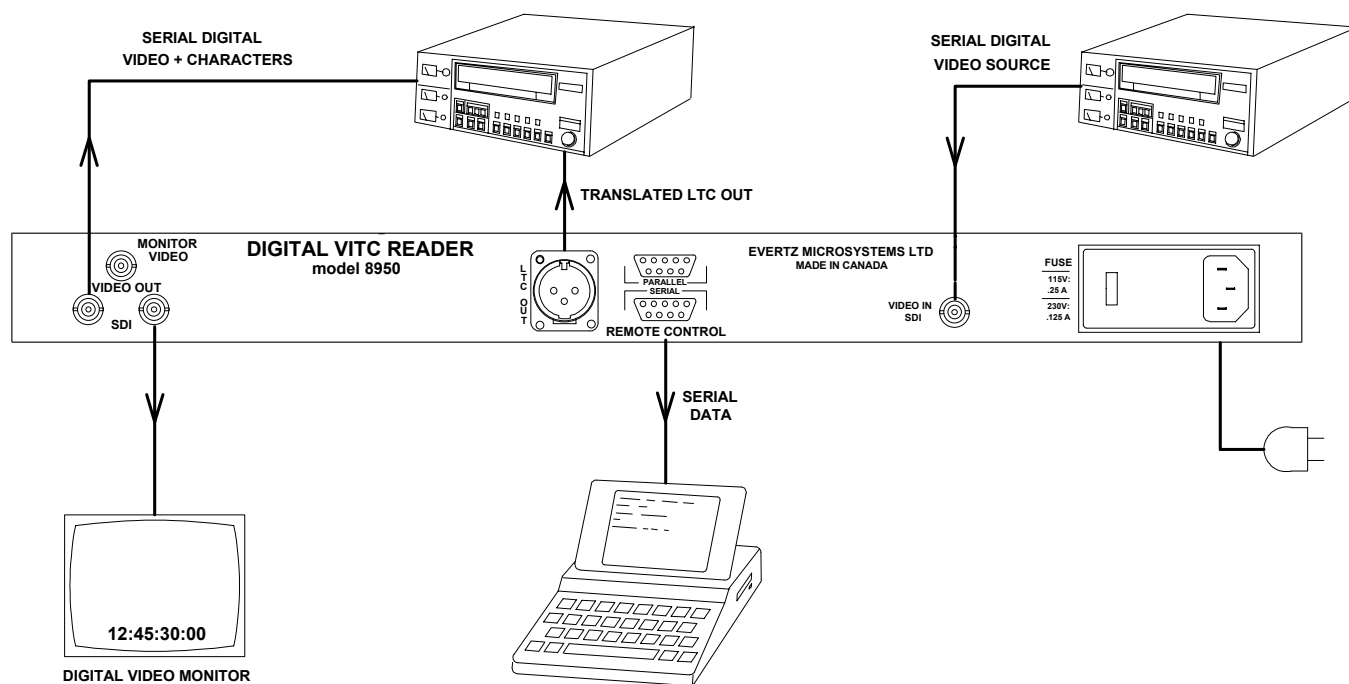 SERIAL DIGITAL
VIDEO + CHARACTERS
SERIAL DIGITAL
VIDEO SOURCE
TRANSLATED LTC OUT
MONITOR
VIDEO
VIDEO OUT
SDI
DIGITAL VITC READER
model 8950
LTC OUT
PARALLEL
SERIAL
REMOTE CONTROL
EVERTZ MICROSYSTEMS LTD
MADE IN CANADA
VIDEO IN
SDI
FUSE
115V:
.25 A
230V:
.125 A
SERIAL
DATA
12:45:30:00
DIGITAL VIDEO MONITOR